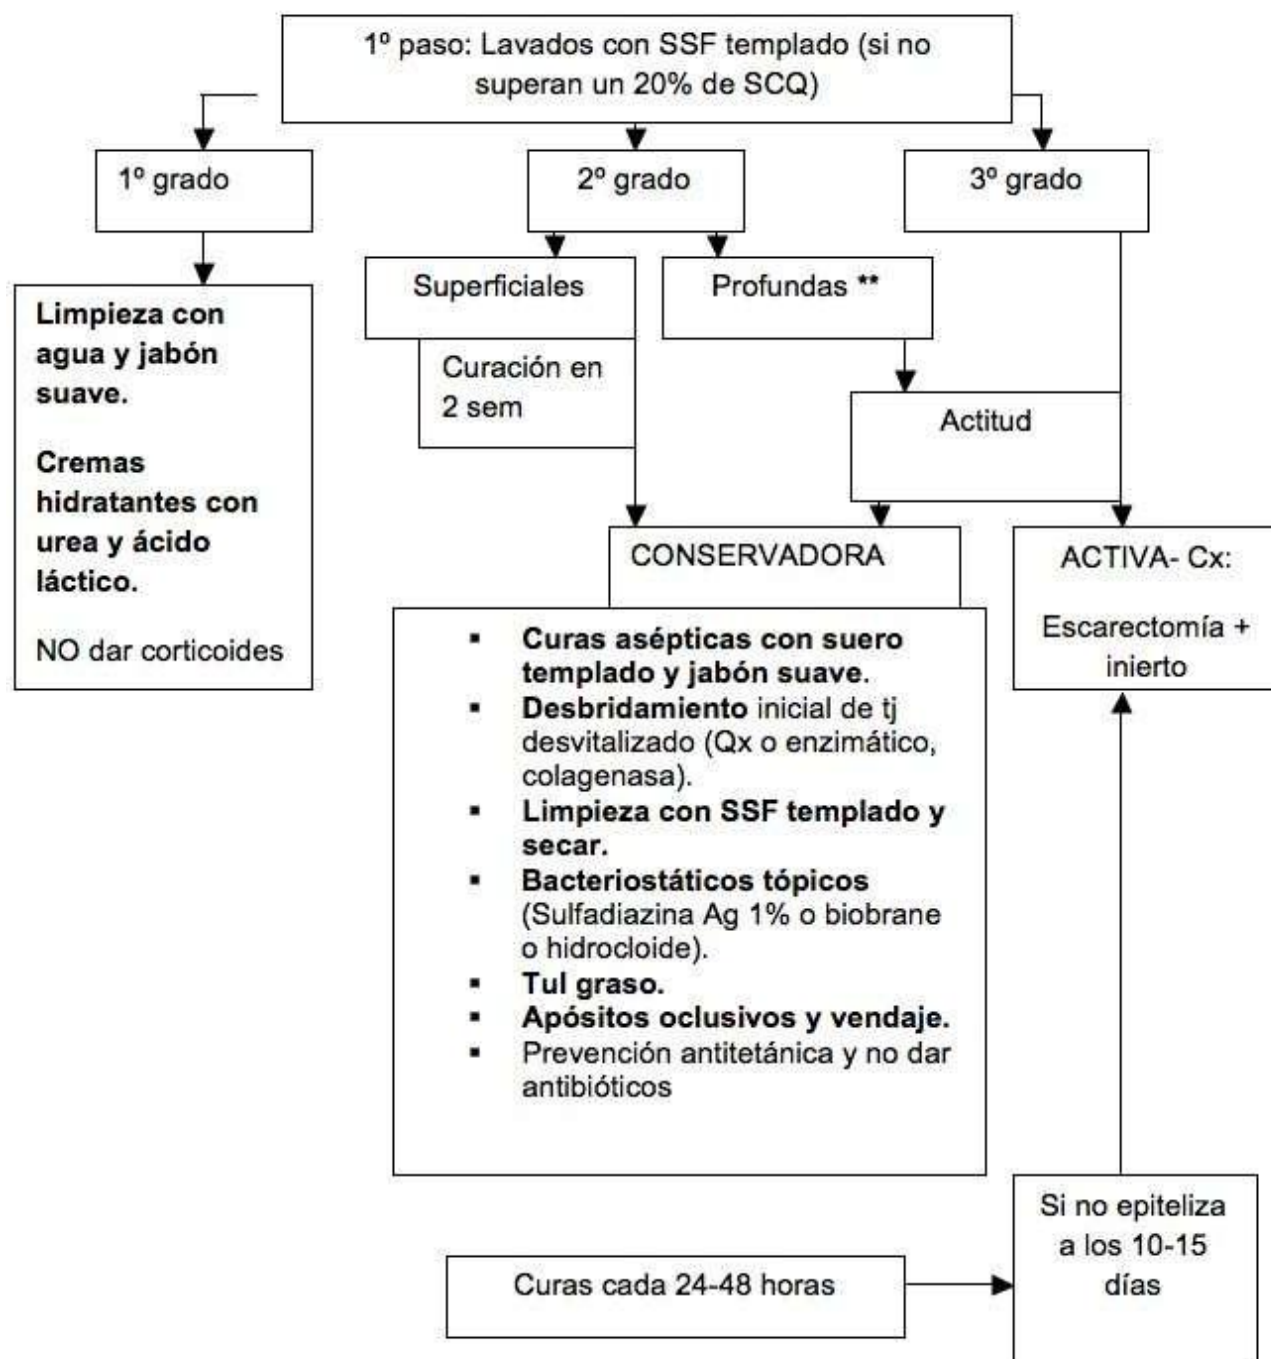 1º paso: Lavados con SSF templado (si no
superan un 20% de SCQ)
1º grado
2º grado
3º grado
Superficiales
Profundas **
Limpieza con
agua y jabón
suave.
Cremas
hidratantes con
urea y ácido
láctico.
NO dar corticoides
Curación en
2 sem
Actitud
CONSERVADORA
ACTIVA- Cx:
Escarectomía +
inierto
▪ Curas asépticas con suero
templado y jabón suave.
▪ Desbridamiento inicial de tj
desvitalizado (Qx o enzimático,
colagenasa).
▪ Limpieza con SSF templado y
secar.
▪ Bacteriostáticos tópicos
(Sulfadiazina Ag 1% o biobrane
o hidrocloide).
▪ Tul graso.
▪ Apósitos oclusivos y vendaje.
▪ Prevención antitetánica y no dar
antibióticos
Si no epiteliza
a los 10-15
días
Curas cada 24-48 horas